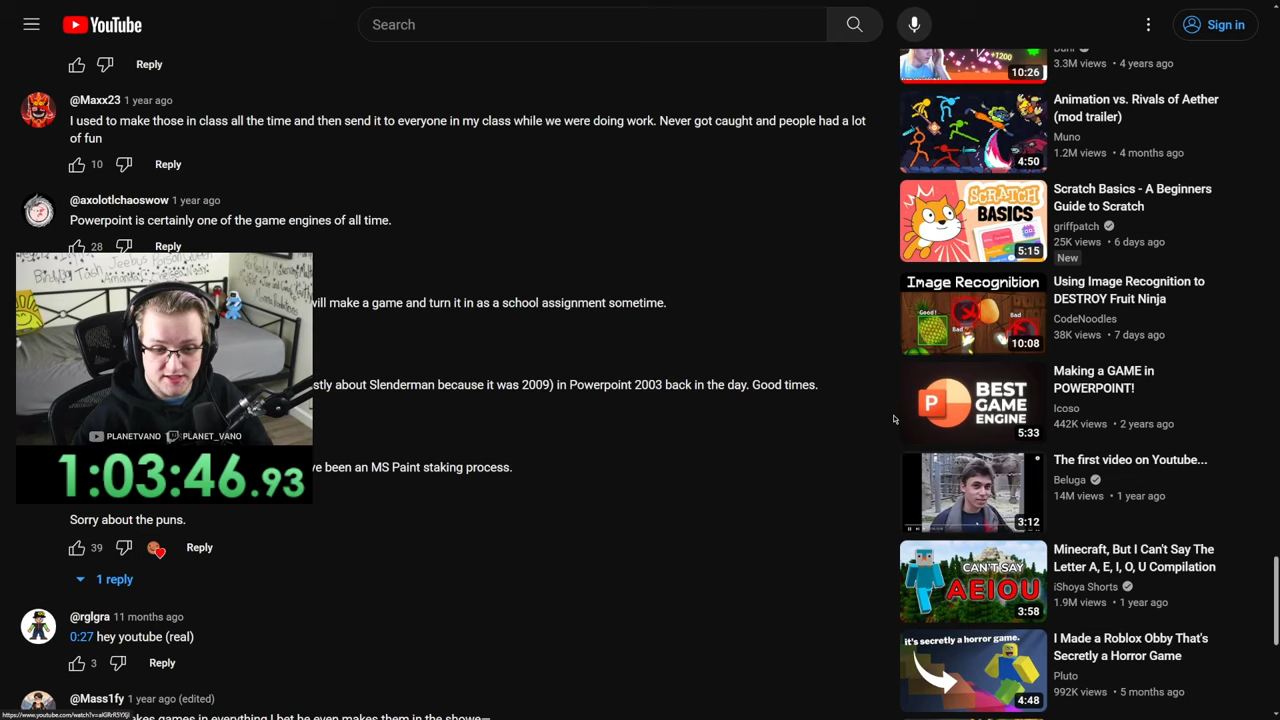 YouTube
Search
Sign in
Reply
@Maxx23 1 year ago
I used to make those in class all the time and then send it to everyone in my class while we were doing work. Never got caught and people had a lot
of fun
10
Reply
@axolotlchaoswow 1 year ago
Powerpoint is certainly one of the game engines of all time.
28
Reply
will make a game and turn it in as a school assignment sometime.
stly about Slenderman because it was 2009) in Powerpoint 2003 back in the day. Good times.
ve been an MS Paint staking process.
PLANETVANO PLANET_VANO
1:03:46.93
Sorry about the puns.
39
Reply
1 reply
@rglgra 11 months ago
0:27 hey youtube (real)
3
Reply
@Mass1fy 1 year ago (edited)
akes games in everything I bet he even makes them in the showe—
+1200
10:26
3.3M views • 4 years ago
4:50
Animation vs. Rivals of Aether
(mod trailer)
Muno
1.2M views • 4 months ago
SCRATCH
BASICS
5:15
Scratch Basics - A Beginners
Guide to Scratch
griffpatch
25K views • 6 days ago
New
Image Recognition
Good!
Bad
Bad
10:08
Using Image Recognition to
DESTROY Fruit Ninja
CodeNoodles
38K views • 7 days ago
P
BEST
GAME
ENGINE
5:33
Making a GAME in
POWERPOINT!
Icoso
442K views • 2 years ago
3:12
The first video on Youtube...
Beluga
14M views • 1 year ago
CAN'T SAY
AEIOU
3:58
Minecraft, But I Can't Say The
Letter A, E, I, O, U Compilation
iShoya Shorts
1.9M views • 1 year ago
it's secretly a horror game.
4:48
I Made a Roblox Obby That's
Secretly a Horror Game
Pluto
992K views • 5 months ago